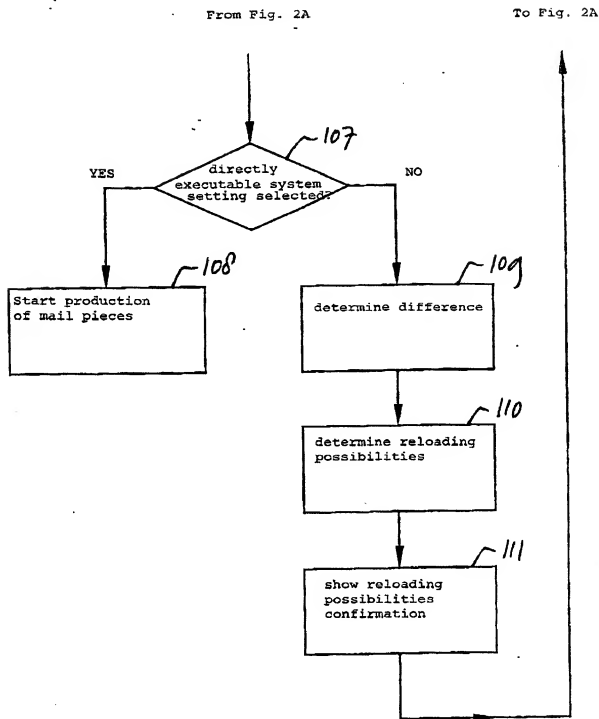 From Fig. 2A
To Fig. 2A
107
directly
executable system
setting selected?
YES
NO
108
Start production
of mail pieces
109
determine difference
110
determine reloading
possibilities
111
show reloading
possibilities
confirmation